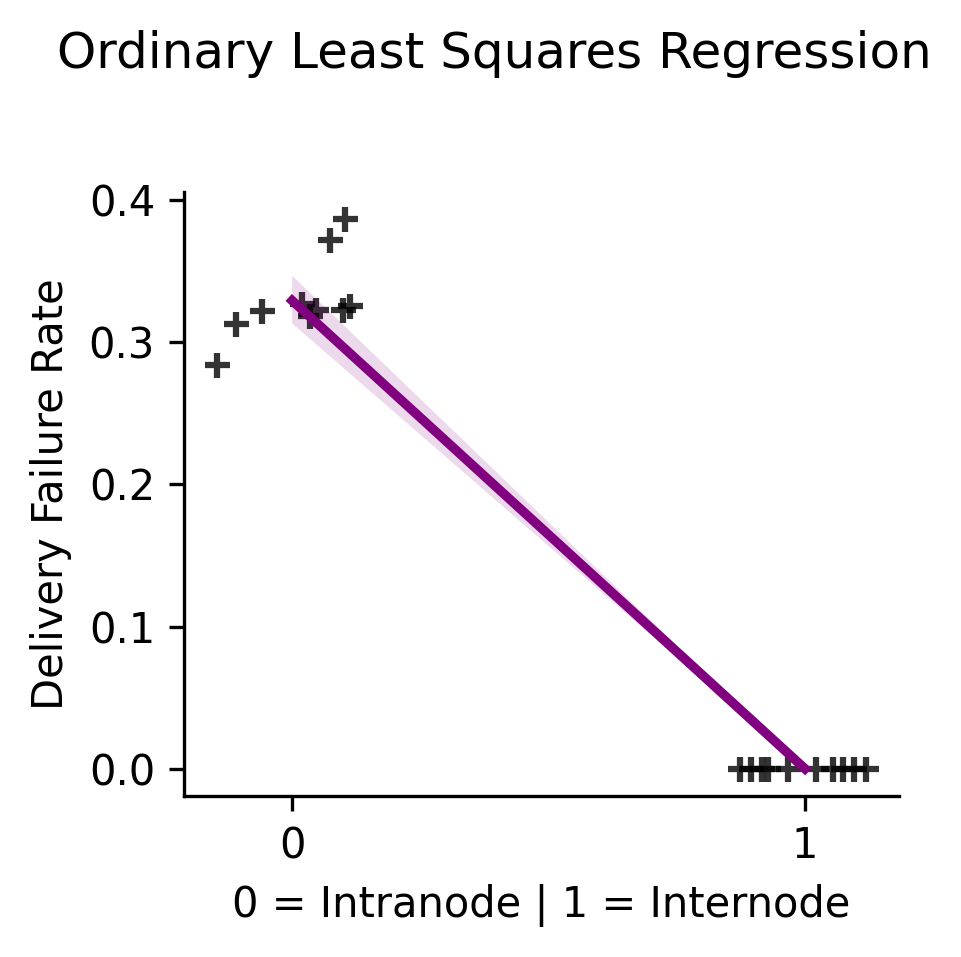 Ordinary Least Squares Regression
Delivery Failure Rate
0.4
0.3
0.2
0.1
0.0
0
1
0 = Intranode | 1 = Internode